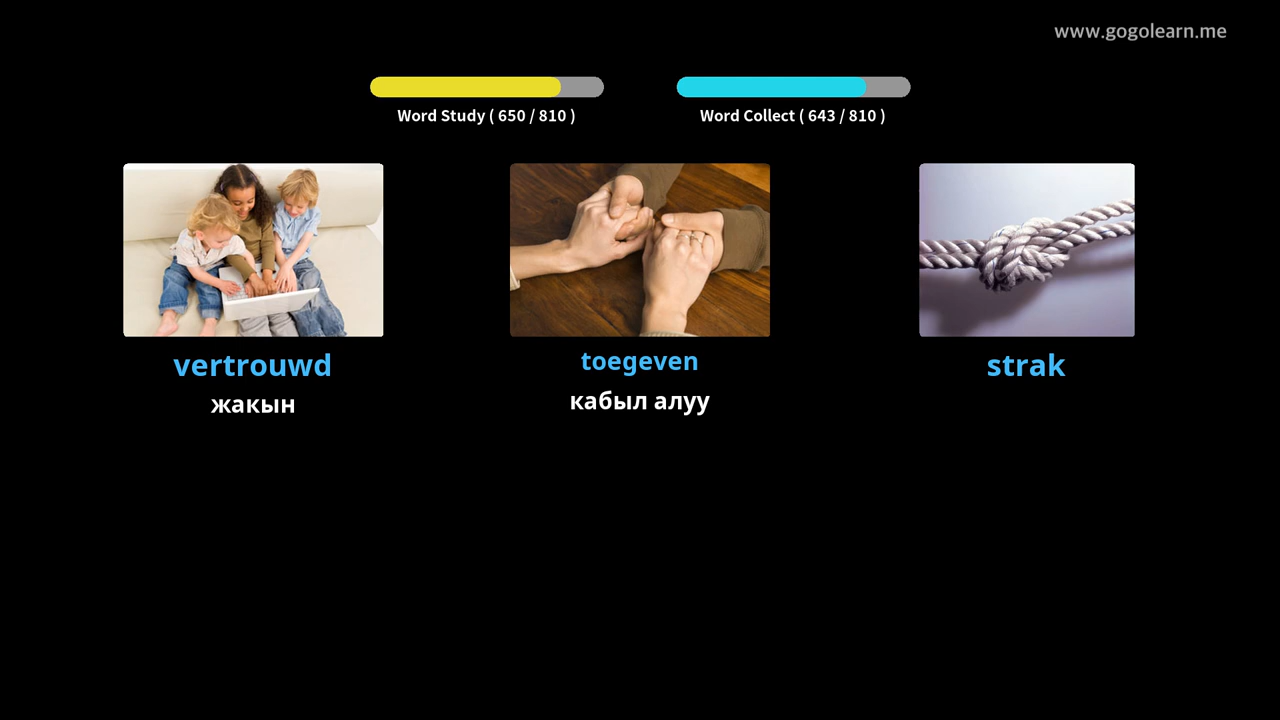 www.gogolearn.me
Word Study ( 650 / 810 )
Word Collect ( 643 / 810 )
vertrouwd
жакын
toegeven
кабыл алуу
strak